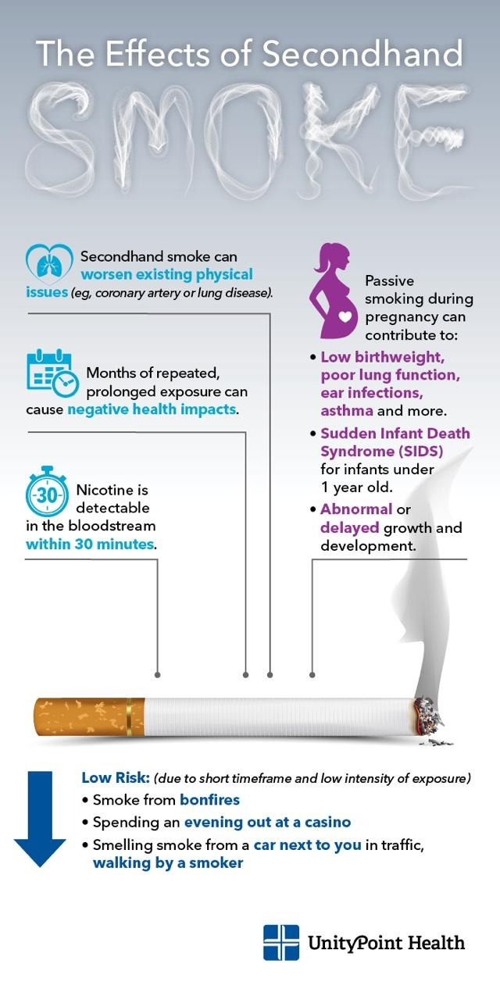 The Effects of Secondhand
SMOKE
Secondhand smoke can
worsen existing physical
issues (eg, coronary artery or lung disease).
Months of repeated,
prolonged exposure can
cause negative health impacts.
30
Nicotine is
detectable
in the bloodstream
within 30 minutes.
Passive
smoking during
pregnancy can
contribute to:
• Low birthweight,
poor lung function,
ear infections,
asthma and more.
• Sudden Infant Death
Syndrome (SIDS)
for infants under
1 year old.
• Abnormal or
delayed growth and
development.
Low Risk: (due to short timeframe and low intensity of exposure)
• Smoke from bonfires
• Spending an evening out at a casino
• Smelling smoke from a car next to you in traffic,
walking by a smoker
UnityPoint Health